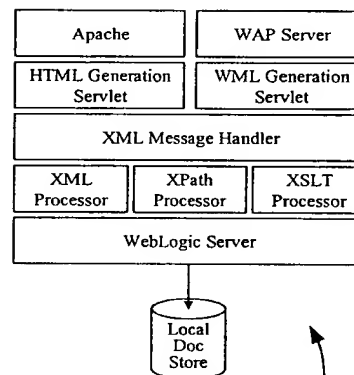 Apache
WAP Server
HTML Generation
Servlet
WML Generation
Servlet
XML Message Handler
XML
Processor
XPath
Processor
XSLT
Processor
WebLogic Server
Local
Doc
Store